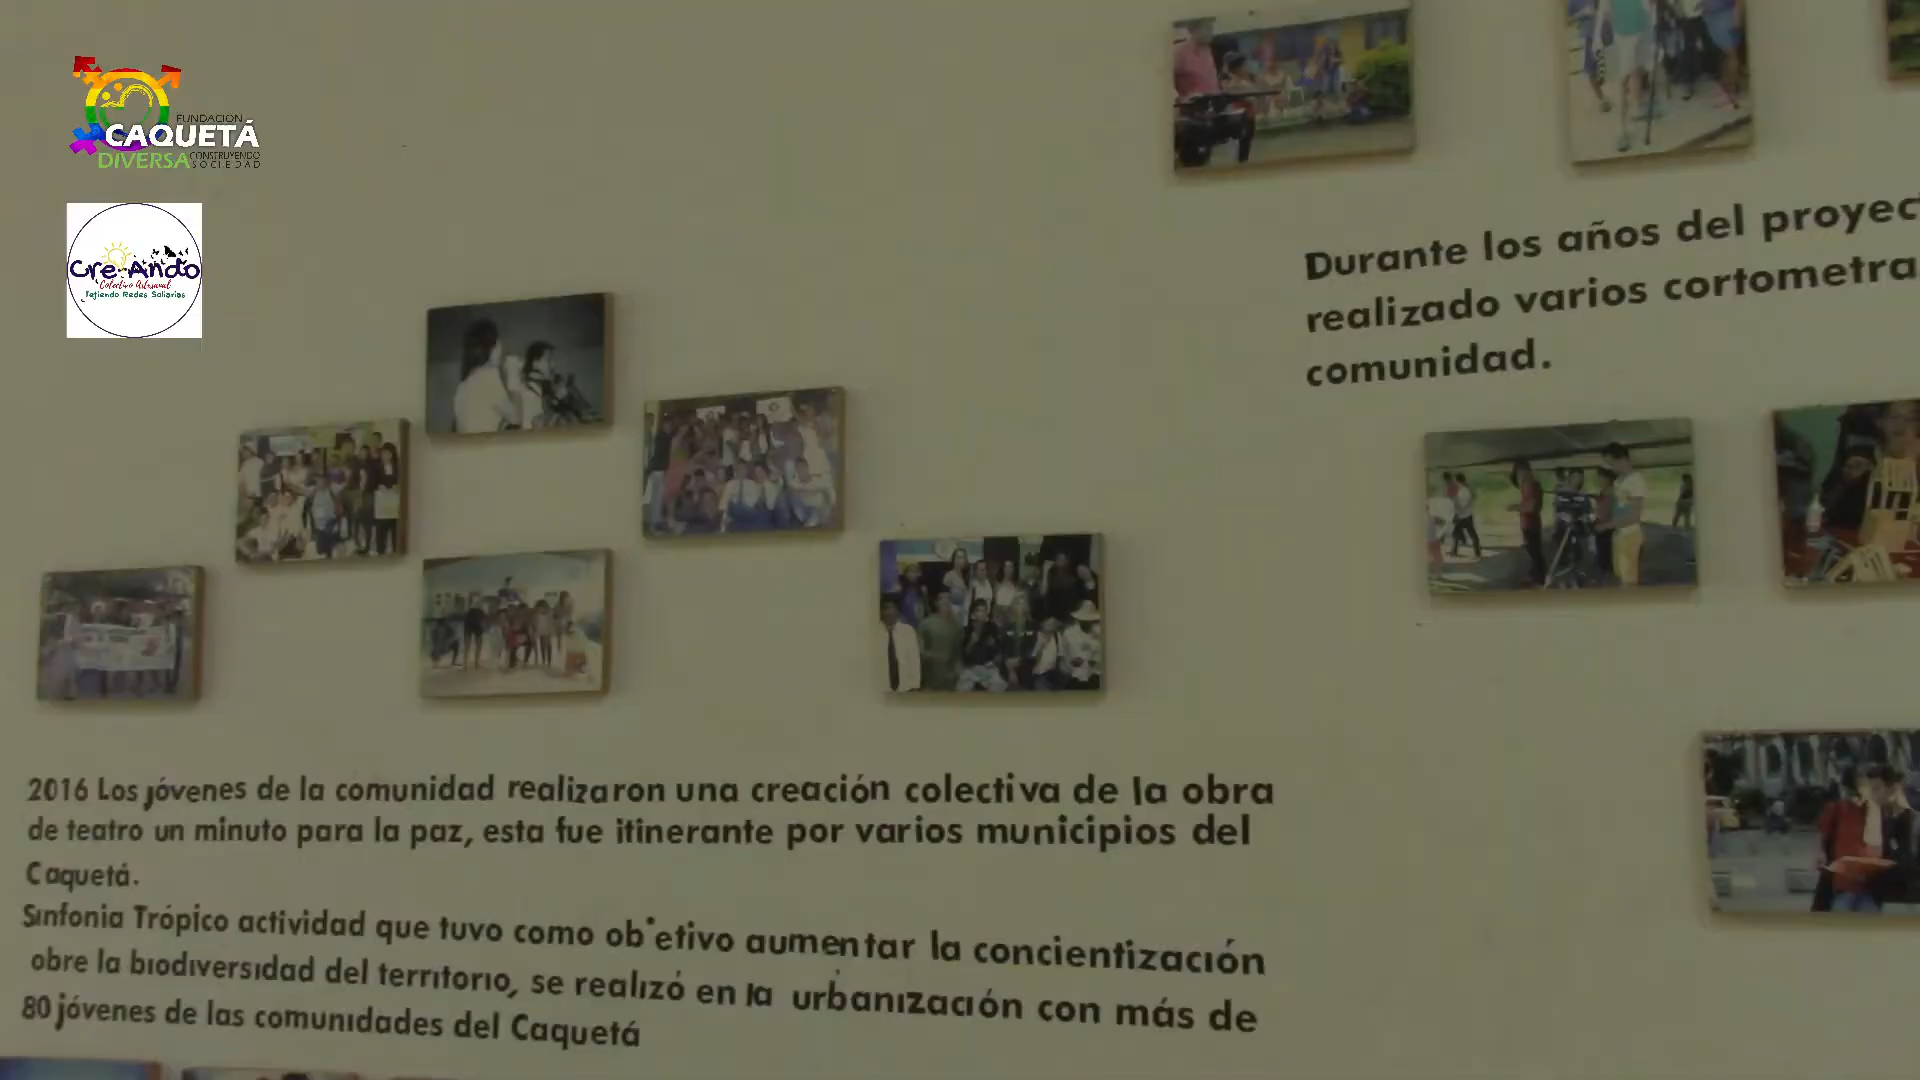 FUNDACION
CAQUETÁ
DIVERSA CONSTRUYENDO
SOCIEDAD
Cre-Ando
Colectivo Artesanal
Tejiendo Redes Soliarias
Durante los años del proyec
realizado varios cortometra
comunidad.
2016 Los jóvenes de la comunidad realizaron una creación colectiva de la obra
de teatro un minuto para la paz, esta fue itinerante por varios municipios del
Caquetá.
Sinfonia Trópico actividad que tuvo como ob etivo aumentar la concientización
obre la biodiversidad del territorio, se realizó en la urbanización con más de
80 jóvenes de las comunidades del Caquetá